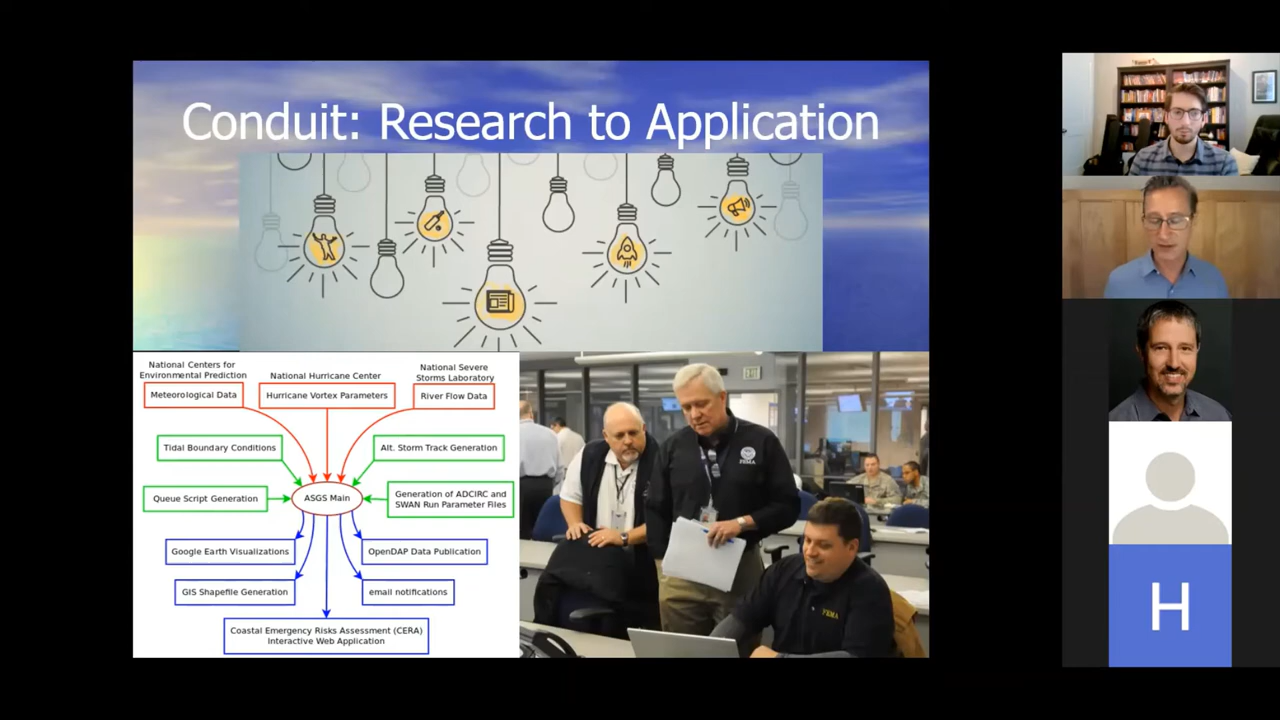 Conduit: Research to Application
National Centers for
Environmental Prediction
Meteorological Data
National Hurricane Center
Hurricane Vortex Parameters
National Severe
Storms Laboratory
River Flow Data
Tidal Boundary Conditions
Alt. Storm Track Generation
Queue Script Generation
ASGS Main
Generation of ADCIRC and
SWAN Run Parameter Files
Google Earth Visualizations
OpenDAP Data Publication
GIS Shapefile Generation
email notifications
Coastal Emergency Risks Assessment (CERA)
Interactive Web Application
EXIT
FEMA
FEMA
H